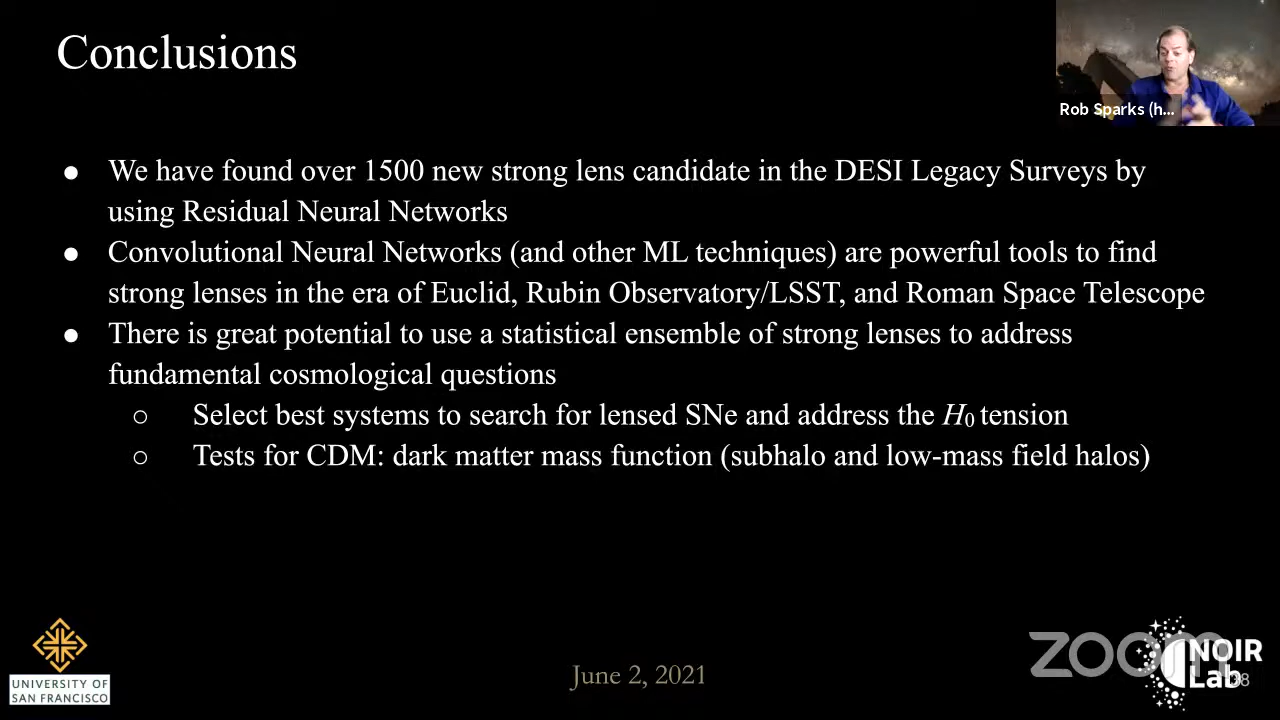 Conclusions
Rob Sparks (h...
● We have found over 1500 new strong lens candidate in the DESI Legacy Surveys by
using Residual Neural Networks
● Convolutional Neural Networks (and other ML techniques) are powerful tools to find
strong lenses in the era of Euclid, Rubin Observatory/LSST, and Roman Space Telescope
● There is great potential to use a statistical ensemble of strong lenses to address
fundamental cosmological questions
○ Select best systems to search for lensed SNe and address the H0 tension
○ Tests for CDM: dark matter mass function (subhalo and low-mass field halos)
UNIVERSITY OF
SAN FRANCISCO
June 2, 2021
zoom
NOIR
Lab
38